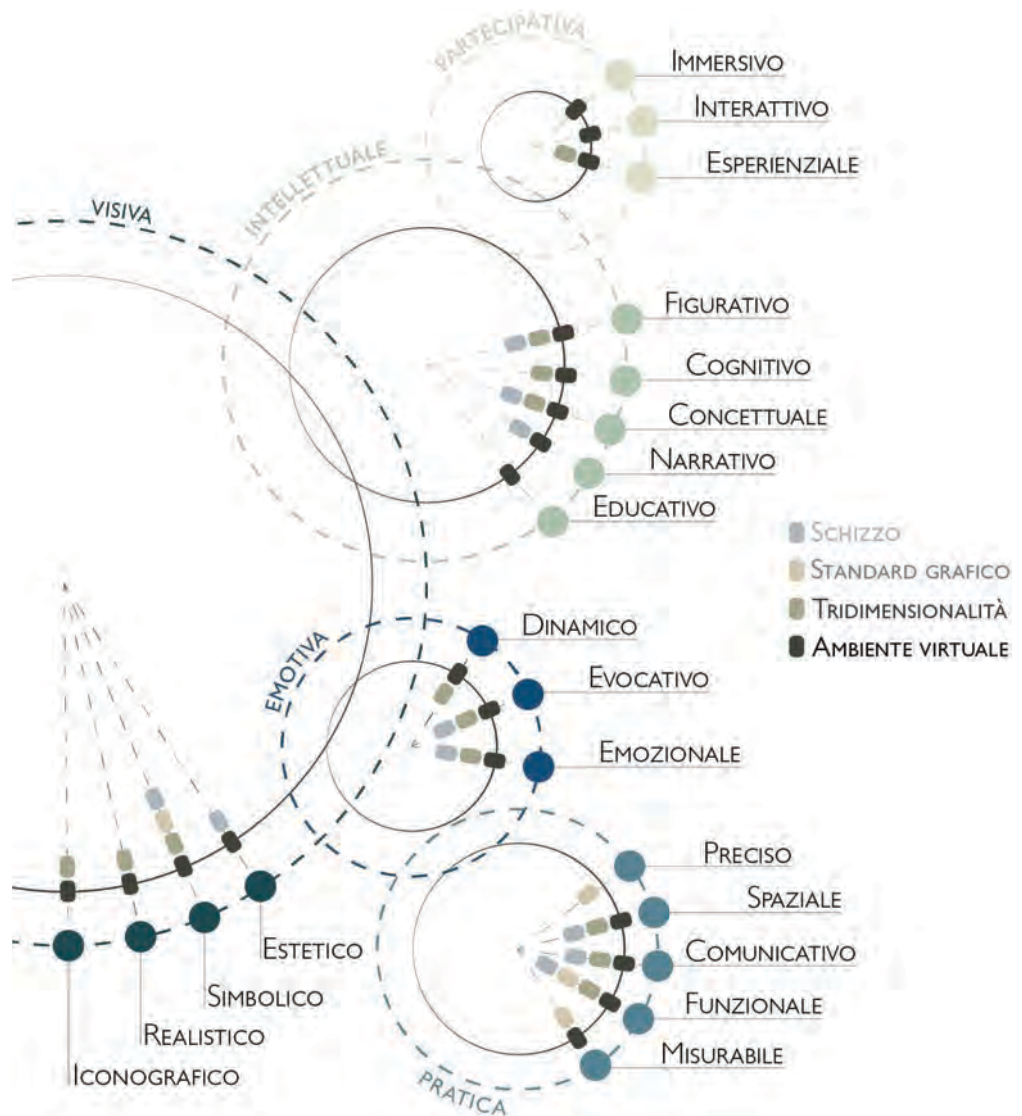 PARTECIPATIVA
IMMERSIVO
INTERATTIVO
ESPERIENZIALE
INTELLETTUALE
VISIVA
FIGURATIVO
COGNITIVO
CONCETTUALE
NARRATIVO
EDUCATIVO
SCHIZZO
STANDARD GRAFICO
TRIDIMENSIONALITÀ
AMBIENTE VIRTUALE
EMOTIVA
DINAMICO
EVOCATIVO
EMOZIONALE
PRECISO
SPAZIALE
COMUNICATIVO
FUNZIONALE
MISURABILE
PRATICA
ESTETICO
SIMBOLICO
REALISTICO
ICONOGRAFICO